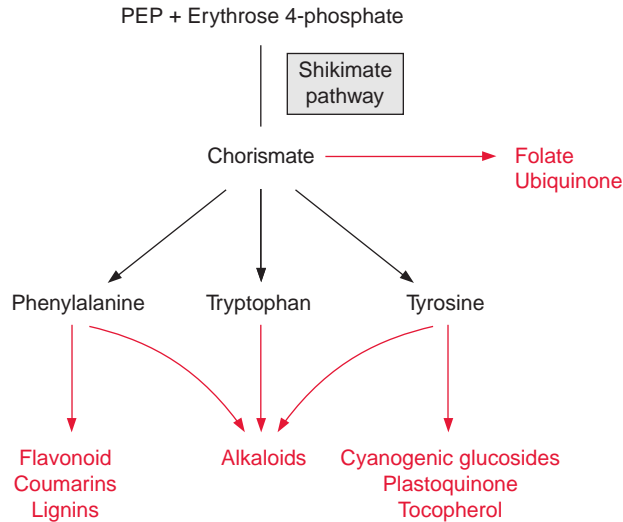 PEP + Erythrose 4-phosphate
Shikimate
pathway
Chorismate
Folate
Ubiquinone
Phenylalanine
Tryptophan
Tyrosine
Flavonoid
Coumarins
Lignins
Alkaloids
Cyanogenic glucosides
Plastoquinone
Tocopherol